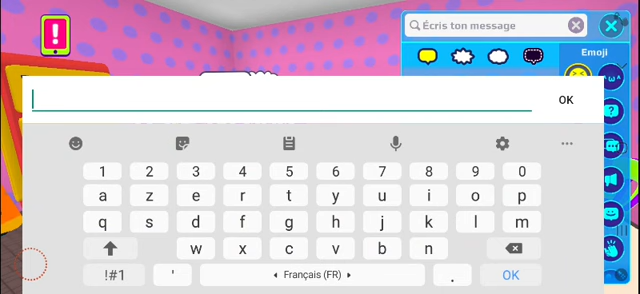 !
Écris ton message
Emoji
^ω^
?
OK
1 2 3 4 5 6 7 8 9 0
a z e r t y u i o p
q s d f g h j k l m
w x c v b n
!#1 ' Français (FR) . OK